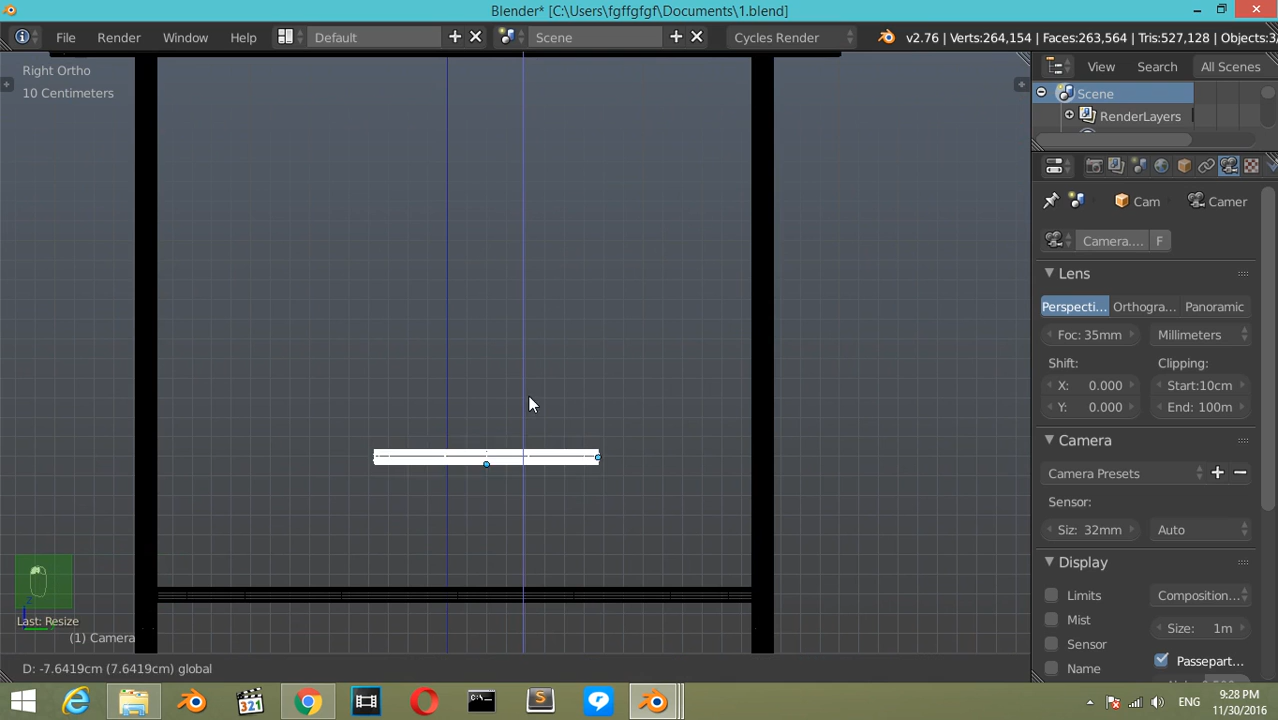 Blender* [C:\Users\fgffgfgf\Documents\1.blend]
File Render Window Help Default Scene Cycles Render v2.76 | Verts:264,154 | Faces:263,564 | Tris:527,128 | Objects:3
Right Ortho
10 Centimeters
View Search All Scenes
Scene
RenderLayers
Cam Camer
Camera.... F
Lens
Perspecti... Orthogra... Panoramic
Foc: 35mm Millimeters
Shift: Clipping:
X: 0.000 Start:10cm
Y: 0.000 End: 100m
Camera
Camera Presets
Sensor:
Siz: 32mm Auto
Display
Limits Composition...
Mist Size: 1m
Sensor
Name Passepart...
Last: Resize
(1) Camera
D: -7.6419cm (7.6419cm) global
321
ENG
9:28 PM
11/30/2016